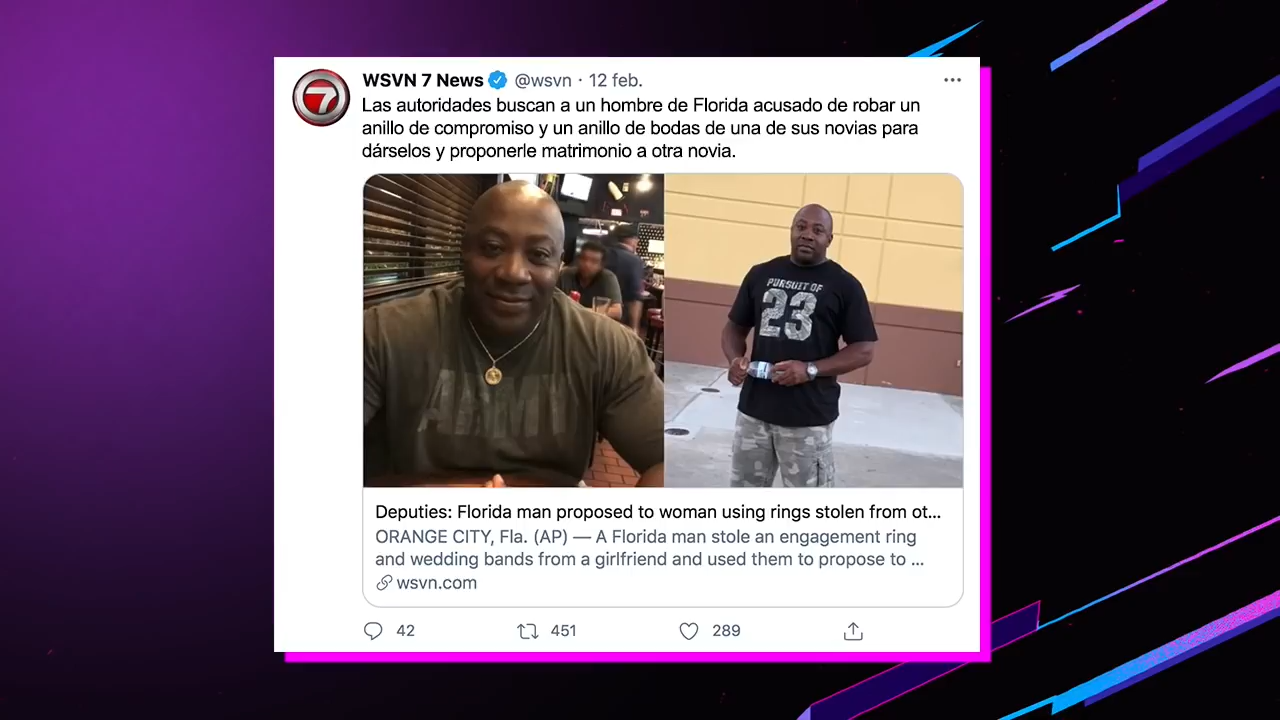 WSVN 7 News @wsvn · 12 feb.
Las autoridades buscan a un hombre de Florida acusado de robar un
anillo de compromiso y un anillo de bodas de una de sus novias para
dárselos y proponerle matrimonio a otra novia.
7
ARMY
PURSUIT OF
23
Deputies: Florida man proposed to woman using rings stolen from ot...
ORANGE CITY, Fla. (AP) — A Florida man stole an engagement ring
and wedding bands from a girlfriend and used them to propose to ...
wsvn.com
42 451 289